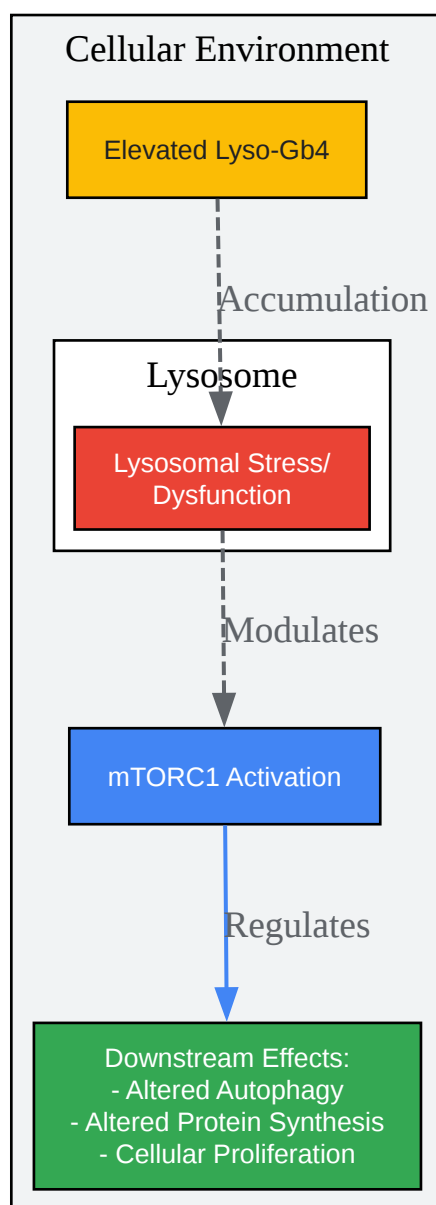 Cellular Environment
Elevated Lyso-Gb4
Accumulation
Lysosome
Lysosomal Stress/
Dysfunction
Modulates
mTORC1 Activation
Regulates
Downstream Effects:
- Altered Autophagy
- Altered Protein Synthesis
- Cellular Proliferation